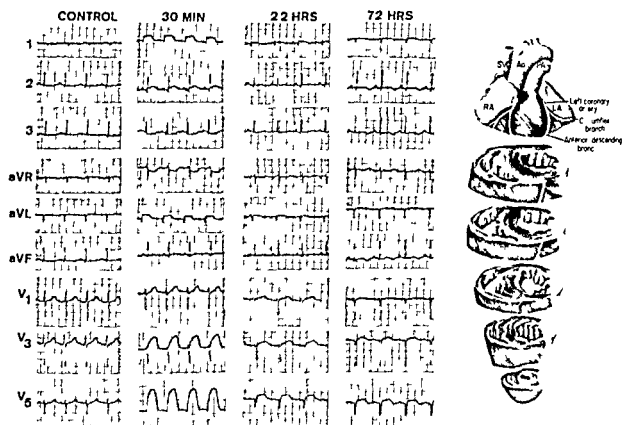 CONTROL 30 MIN 22 HRS 72 HRS
1
2
3
aVR
aVL
aVF
V1
V3
V5
SVC Ao PA
RA LA
Left coronary
branch
Anterior descending